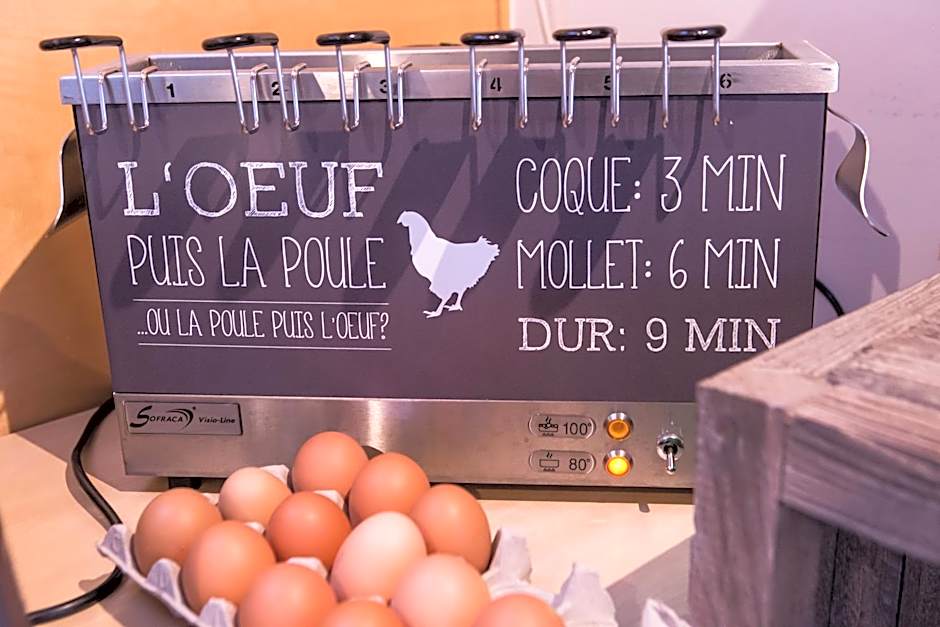 1 2 3 4 5 6
L'OEUF
PUIS LA POULE
...OU LA POULE PUIS L'OEUF?
COQUE: 3 MIN
MOLLET: 6 MIN
DUR: 9 MIN
SOFRACA Visio-Line
100°
80°